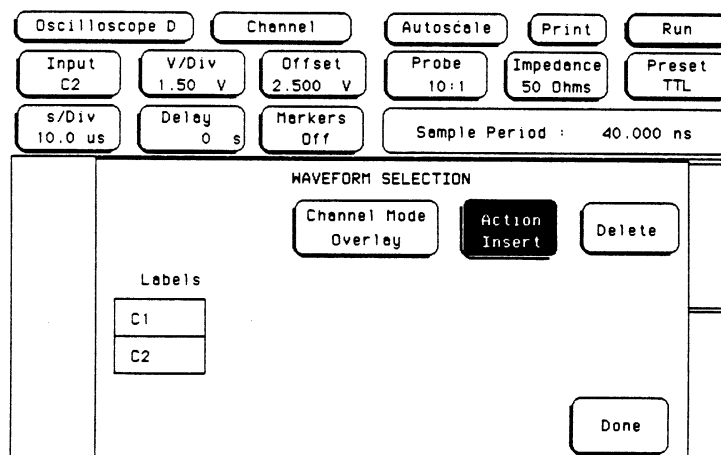 Oscilloscope D Channel Autoscale Print Run
Input V/Div Offset Probe Impedance Preset
C2 1.50 V 2.500 V 10:1 50 Ohms TTL
s/Div Delay Markers
10.0 us 0 s Off Sample Period : 40.000 ns
WAVEFORM SELECTION
Channel Mode Action
Overlay Insert Delete
Labels
C1
C2
Done